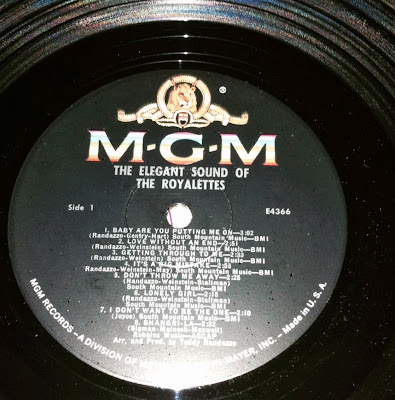 ®
M-G-M
THE ELEGANT SOUND OF
THE ROYALETTES
Side 1
E4366
1. BABY ARE YOU PUTTING ME ON—3:02
(Randazzo-Gentry-Hart) South Mountain Music—BMI
2. LOVE WITHOUT AN END—2:51
(Randazzo-Weinstein) South Mountain Music—BMI
3. GETTING THROUGH TO ME—2:53
(Randazzo-Weinstein) South Mountain Music—BMI
4. IT'S A BIG MISTAKE—2:53
(Randazzo-Weinstein-May) South Mountain Music—BMI
5. DON'T THROW ME AWAY—2:25
(Randazzo-Weinstein-Stallman)
South Mountain Music—BMI
6. LONELY GIRL—2:15
(Randazzo-Weinstein-Stallman)
South Mountain Music—BMI
7. I DON'T WANT TO BE THE ONE—2:10
(Joyce) South Mountain Music—BMI
8. SHANGRI-LA—2:33
Robbins Music
Arr. and Prod. by Teddy Randazzo
MGM RECORDS—A DIVISION OF MAYER, INC.—Made in U.S.A.